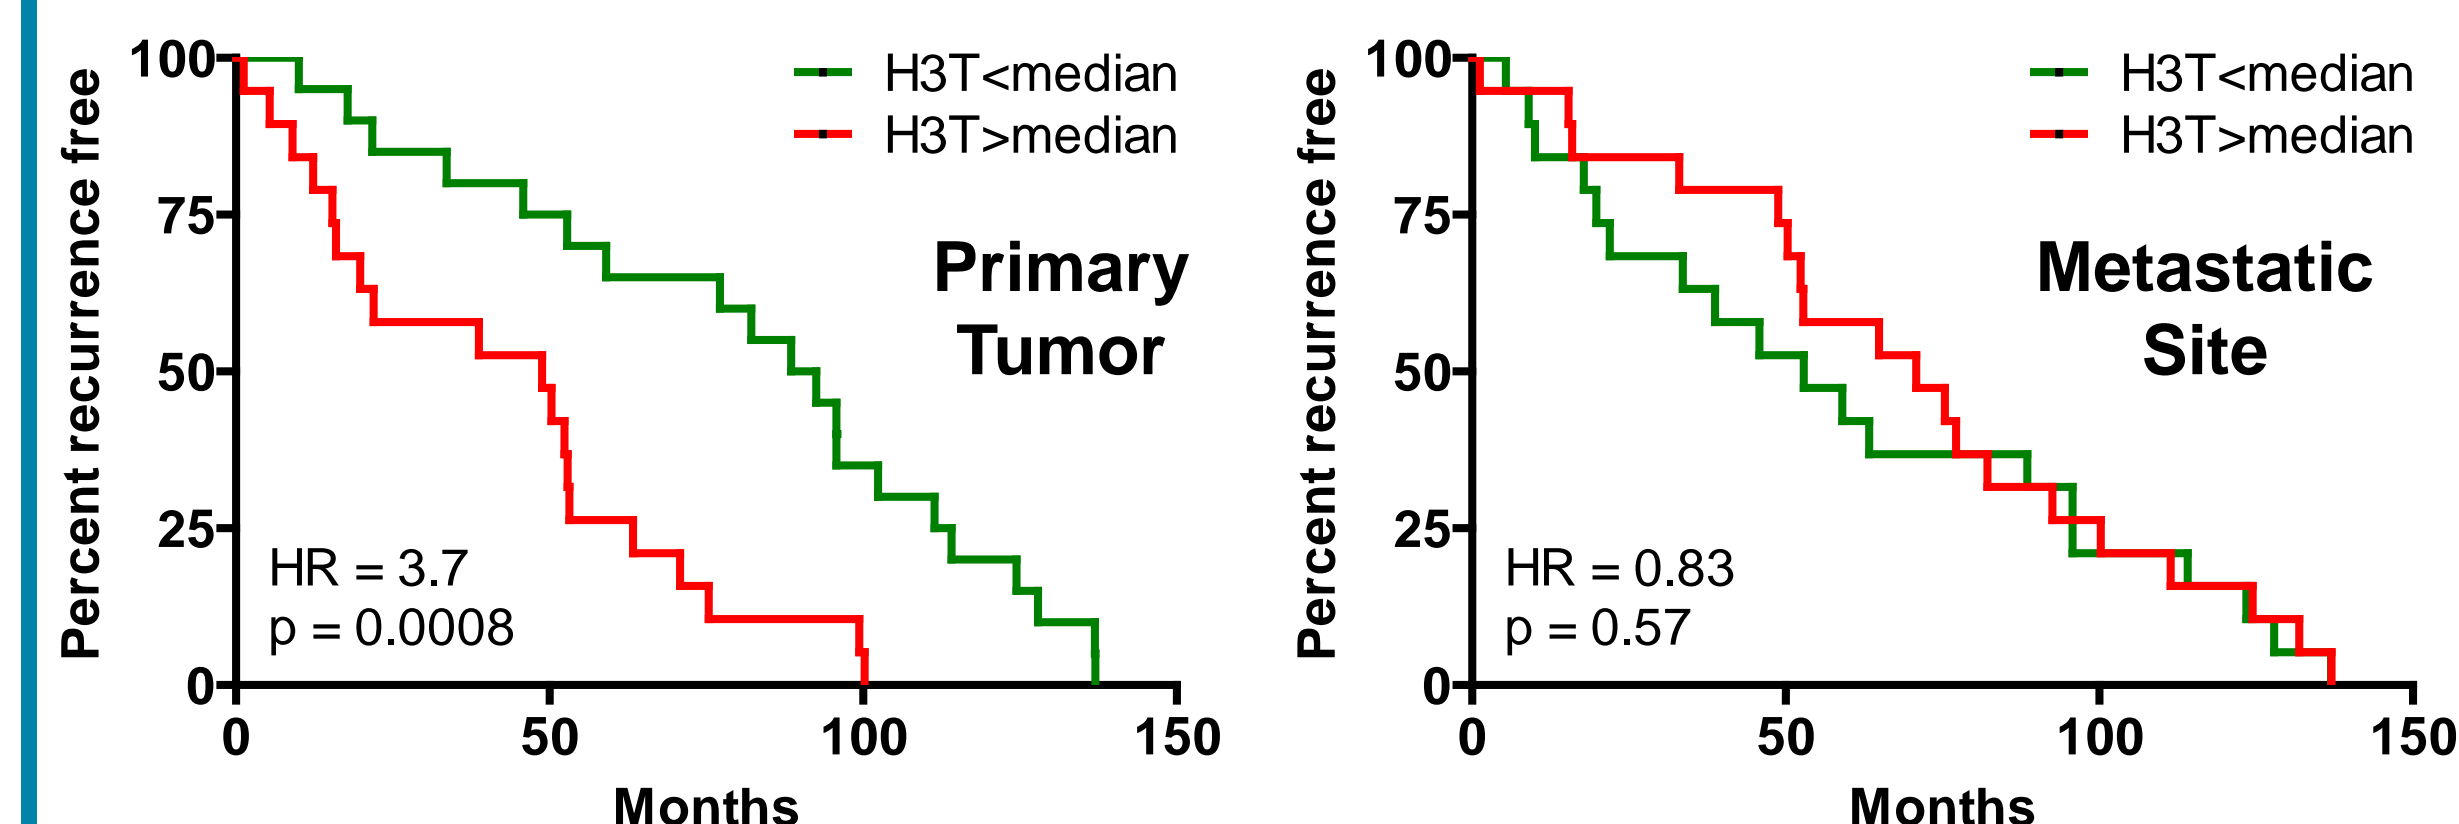 Percent recurrence free
100
75
50
25
0
0
50
100
150
Months
H3T<median
H3T>median
Primary
Tumor
HR = 3.7
p = 0.0008
Percent recurrence free
100
75
50
25
0
0
50
100
150
Months
H3T<median
H3T>median
Metastatic
Site
HR = 0.83
p = 0.57